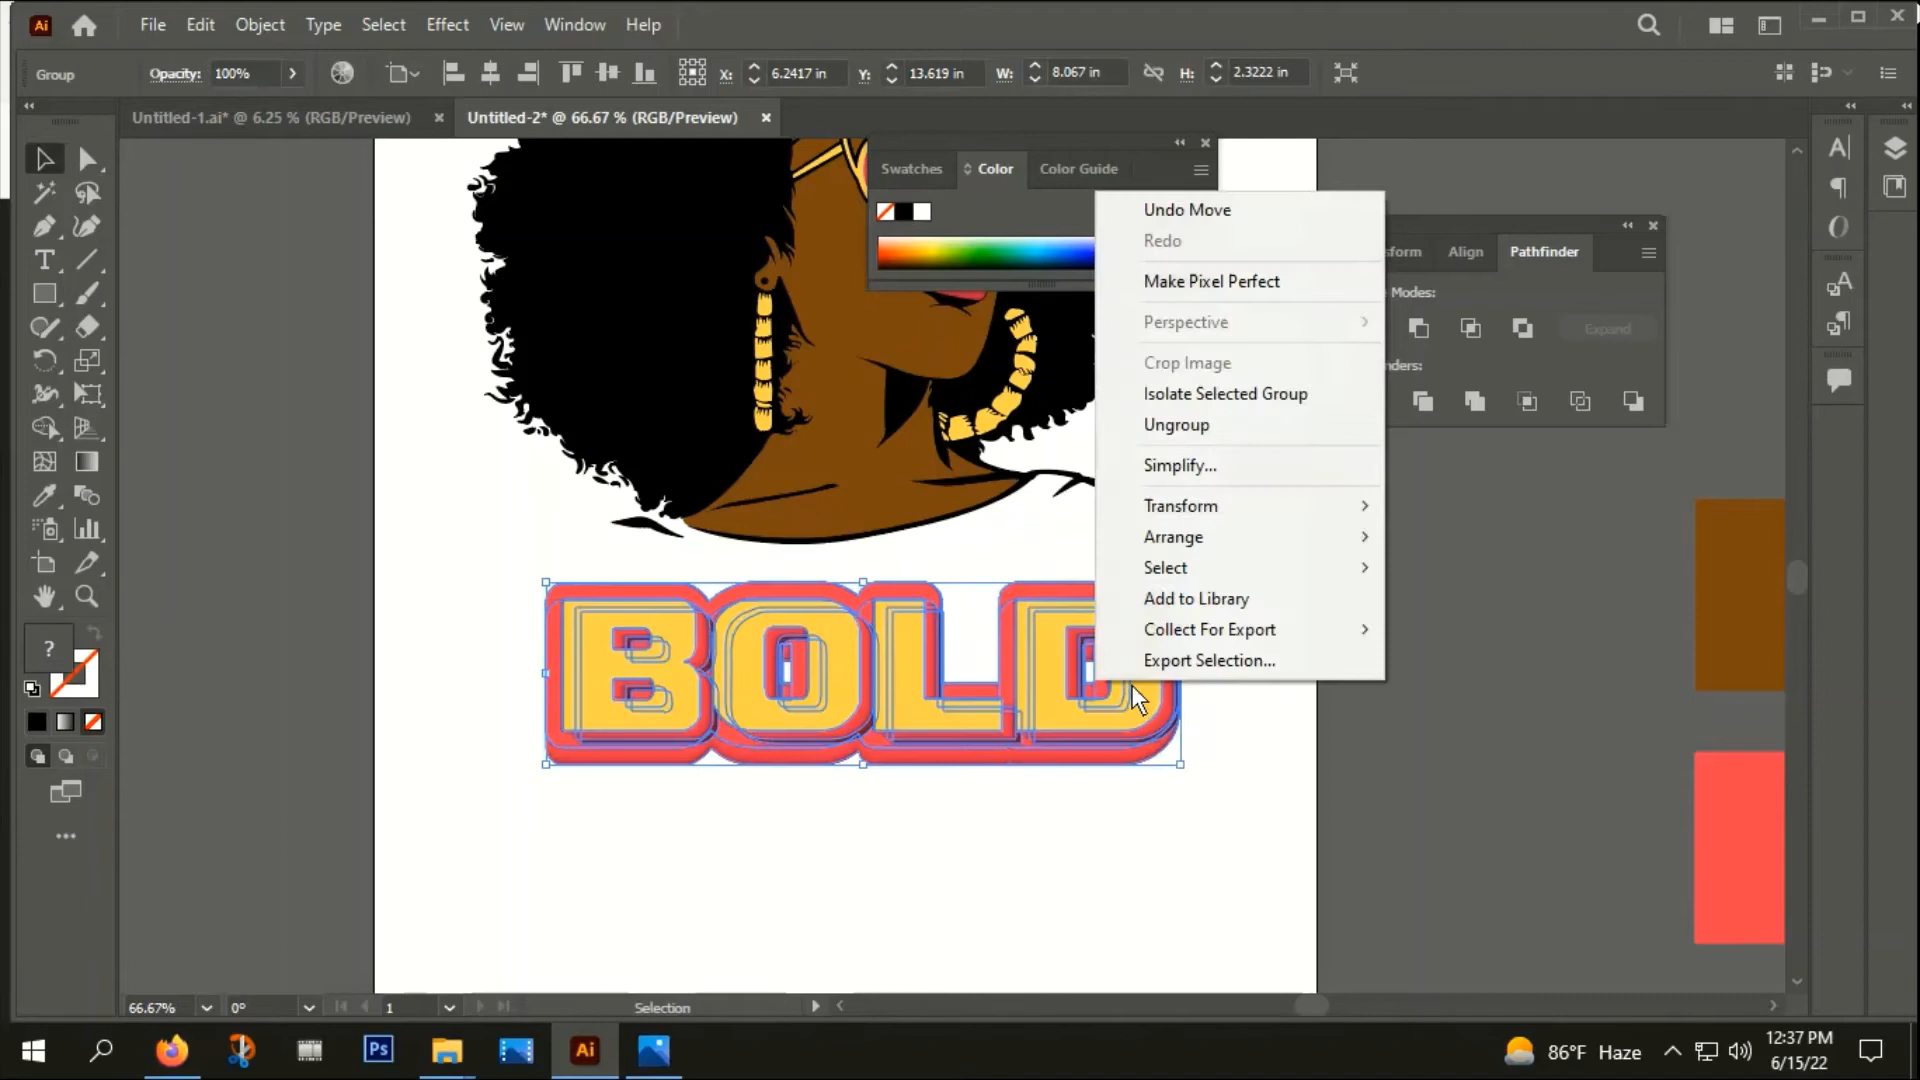 Ai File Edit Object Type Select Effect View Window Help
Group Opacity: 100% X: 6.2417 in Y: 13.619 in W: 8.067 in H: 2.3222 in
Untitled-1.ai* @ 6.25 % (RGB/Preview) Untitled-2* @ 66.67 % (RGB/Preview)
Swatches Color Color Guide
Undo Move
Redo
Make Pixel Perfect
Perspective
Crop Image
Isolate Selected Group
Ungroup
Simplify...
Transform
Arrange
Select
Add to Library
Collect For Export
Export Selection...
sform Align Pathfinder
Modes:
Expand
nders:
BOLD
?
66.67% 0° 1 Selection
Ps Ai 86°F Haze 12:37 PM
6/15/22